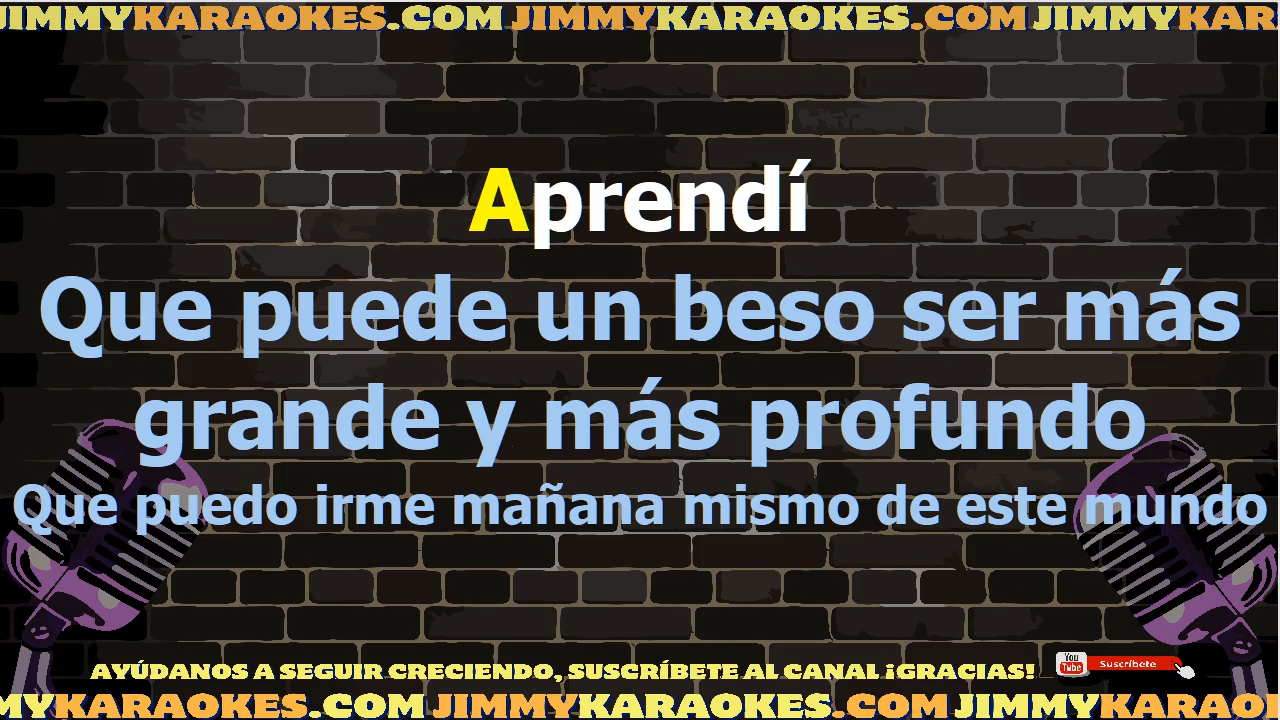 JIMMYKARAOKES.COM JIMMYKARAOKES.COM JIMMYKAR
Aprendí
Que puede un beso ser más
grande y más profundo
Que puedo irme mañana mismo de este mundo
AYÚDANOS A SEGUIR CRECIENDO, SUSCRÍBETE AL CANAL ¡GRACIAS! You Tube Suscríbete
MYKARAOKES.COM JIMMYKARAOKES.COM JIMMYKARAO